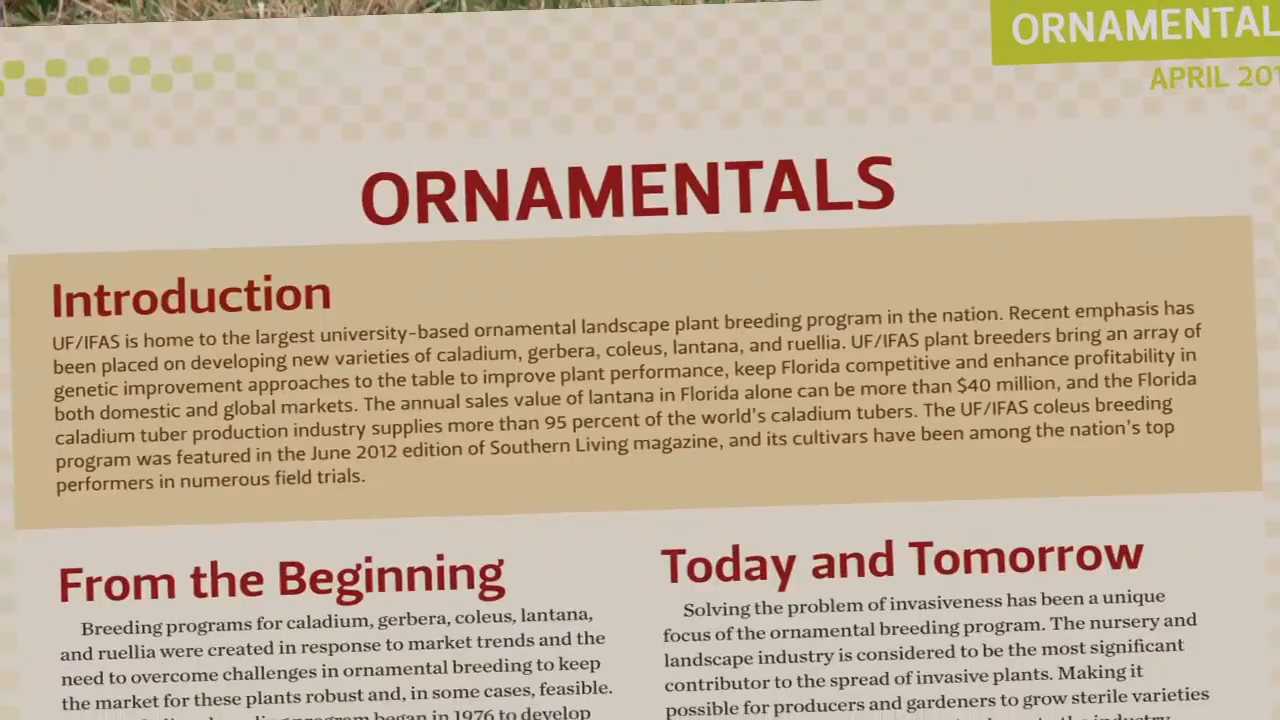 ORNAMENTAL
APRIL 201
ORNAMENTALS
Introduction
UF/IFAS is home to the largest university-based ornamental landscape plant breeding program in the nation. Recent emphasis has
been placed on developing new varieties of caladium, gerbera, coleus, lantana, and ruellia. UF/IFAS plant breeders bring an array of
genetic improvement approaches to the table to improve plant performance, keep Florida competitive and enhance profitability in
both domestic and global markets. The annual sales value of lantana in Florida alone can be more than $40 million, and the Florida
caladium tuber production industry supplies more than 95 percent of the world's caladium tubers. The UF/IFAS coleus breeding
program was featured in the June 2012 edition of Southern Living magazine, and its cultivars have been among the nation's top
performers in numerous field trials.
From the Beginning
Breeding programs for caladium, gerbera, coleus, lantana,
and ruellia were created in response to market trends and the
need to overcome challenges in ornamental breeding to keep
the market for these plants robust and, in some cases, feasible.
began in 1976 to develop
Today and Tomorrow
Solving the problem of invasiveness has been a unique
focus of the ornamental breeding program. The nursery and
landscape industry is considered to be the most significant
contributor to the spread of invasive plants. Making it
possible for producers and gardeners to grow sterile varieties
the industry